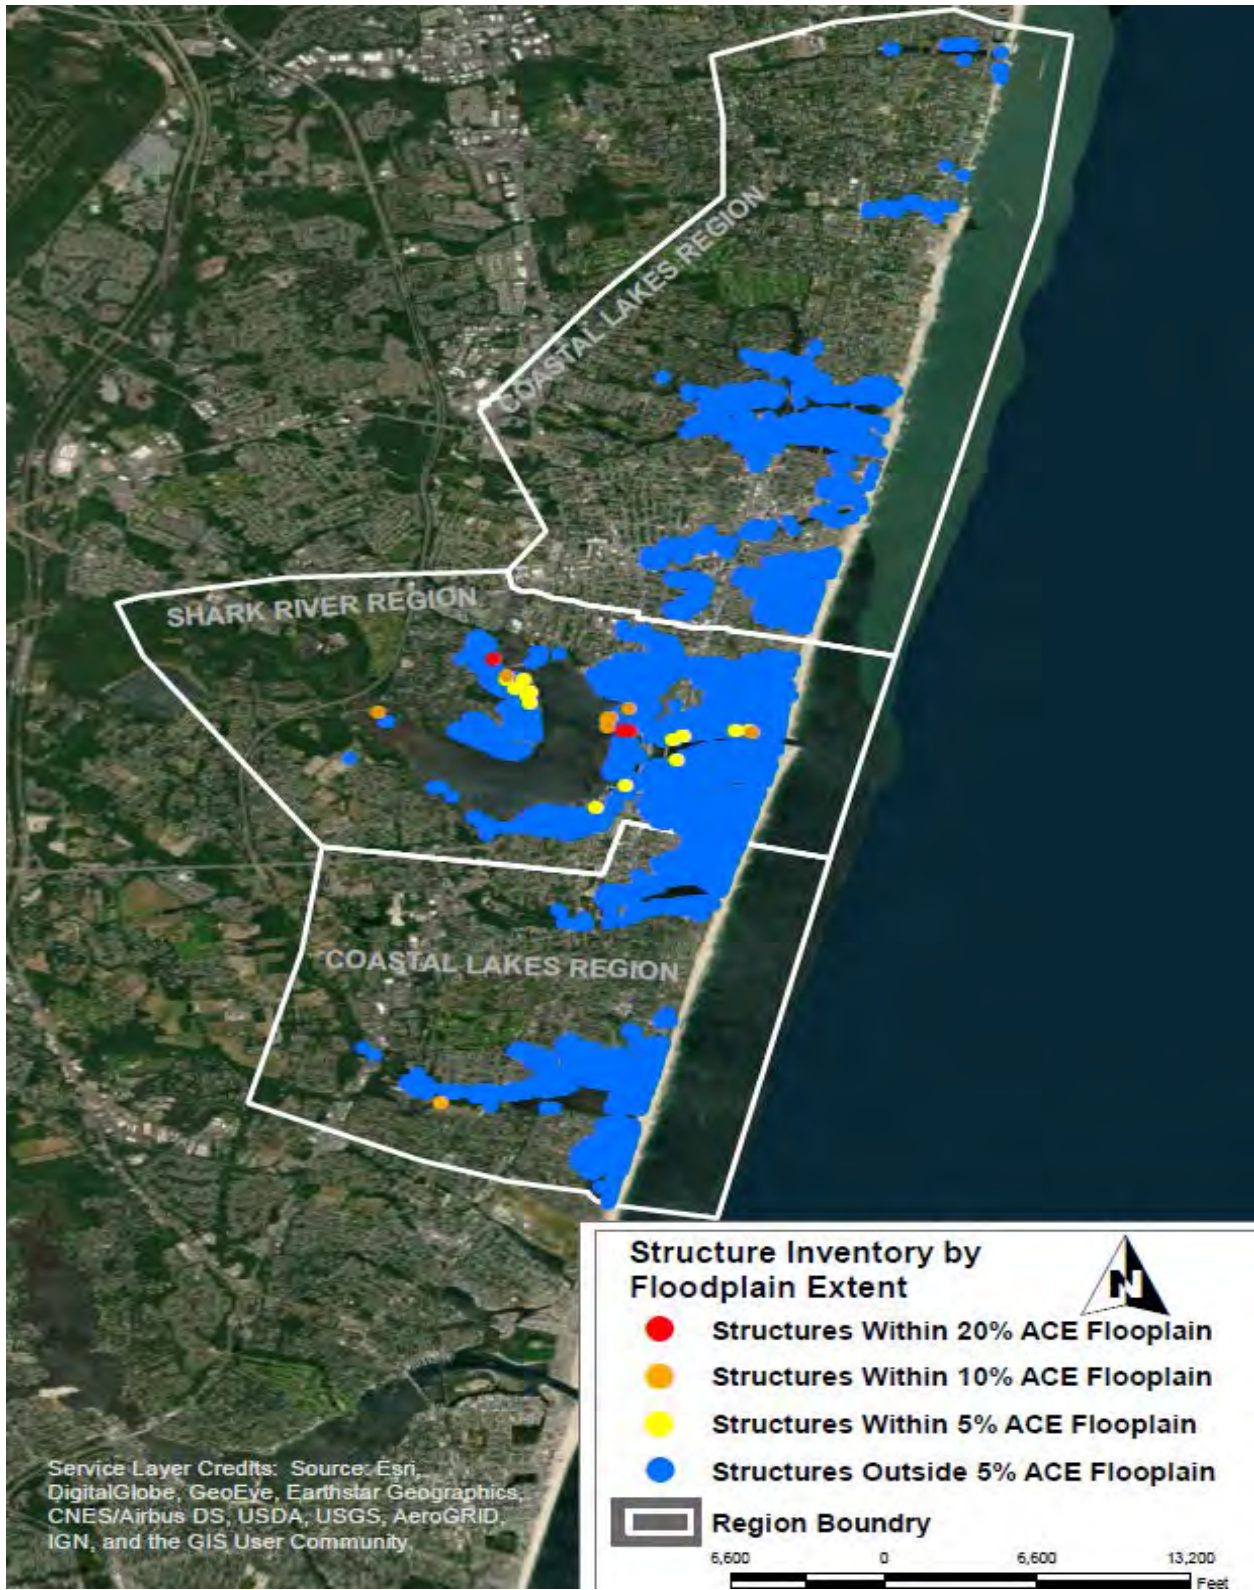 COASTAL LAKES REGION
SHARK RIVER REGION
COASTAL LAKES REGION
Structure Inventory by
Floodplain Extent
N
Structures Within 20% ACE Flooplain
Structures Within 10% ACE Flooplain
Structures Within 5% ACE Flooplain
Structures Outside 5% ACE Flooplain
Region Boundry
6,600 0 6,600 13,200
Feet
Service Layer Credits: Source: Esri,
DigitalGlobe, GeoEye, Earthstar Geographics,
CNES/Airbus DS, USDA, USGS, AeroGRID,
IGN, and the GIS User Community.